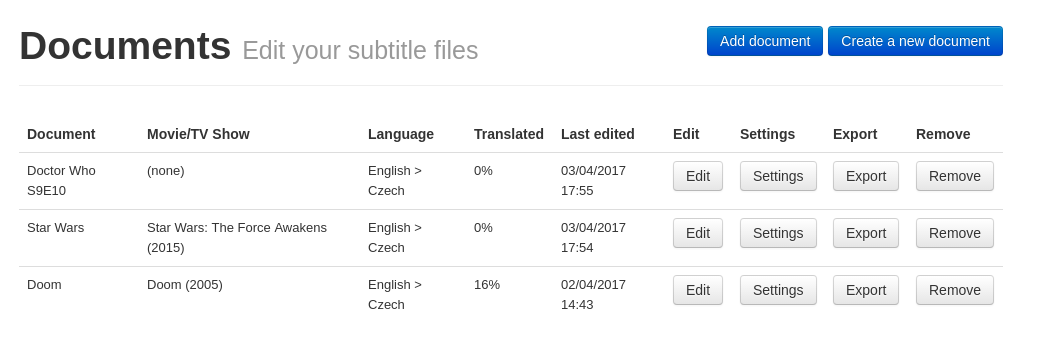 Documents Edit your subtitle files Add document Create a new document
Document Movie/TV Show Language Translated Last edited Edit Settings Export Remove
Doctor Who (none) English > 0% 03/04/2017 Edit Settings Export Remove
S9E10 Czech 17:55
Star Wars Star Wars: The Force Awakens English > 0% 03/04/2017 Edit Settings Export Remove
(2015) Czech 17:54
Doom Doom (2005) English > 16% 02/04/2017 Edit Settings Export Remove
Czech 14:43